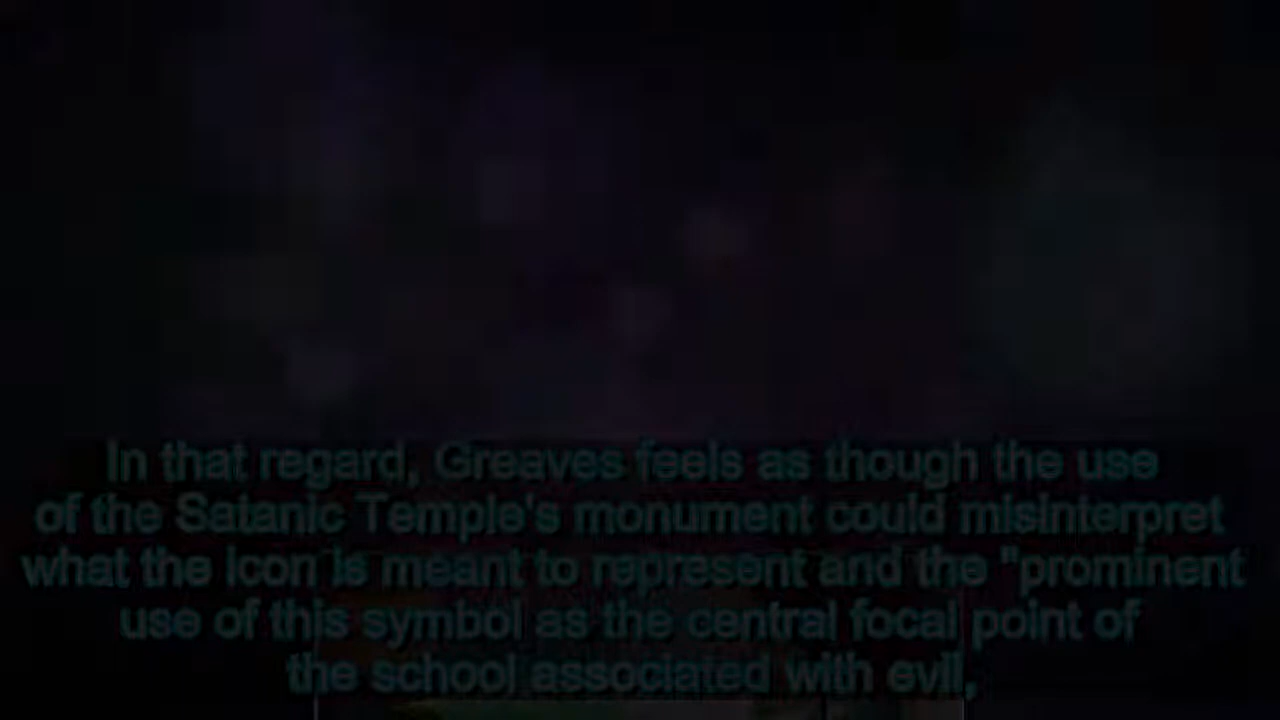 In that regard, Greaves feels as though the use
of the Satanic Temple's monument could misinterpret
what the icon is meant to represent and the "prominent
use of this symbol as the central focal point of
the school associated with evil,